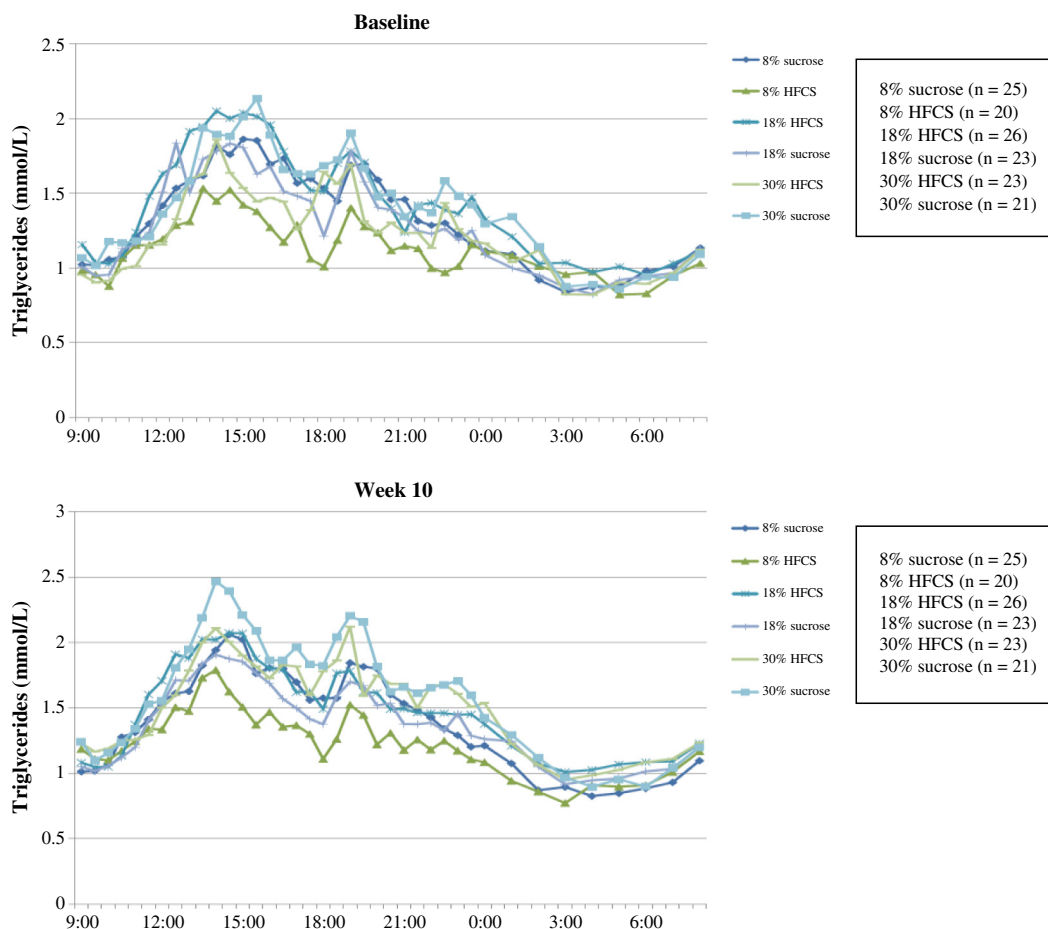 Baseline
Triglycerides (mmol/L)
2.5
2
1.5
1
0.5
0
9:00 12:00 15:00 18:00 21:00 0:00 3:00 6:00
8% sucrose
8% HFCS
18% HFCS
18% sucrose
30% HFCS
30% sucrose
8% sucrose (n = 25)
8% HFCS (n = 20)
18% HFCS (n = 26)
18% sucrose (n = 23)
30% HFCS (n = 23)
30% sucrose (n = 21)
Week 10
Triglycerides (mmol/L)
3
2.5
2
1.5
1
0.5
0
9:00 12:00 15:00 18:00 21:00 0:00 3:00 6:00
8% sucrose
8% HFCS
18% HFCS
18% sucrose
30% HFCS
30% sucrose
8% sucrose (n = 25)
8% HFCS (n = 20)
18% HFCS (n = 26)
18% sucrose (n = 23)
30% HFCS (n = 23)
30% sucrose (n = 21)